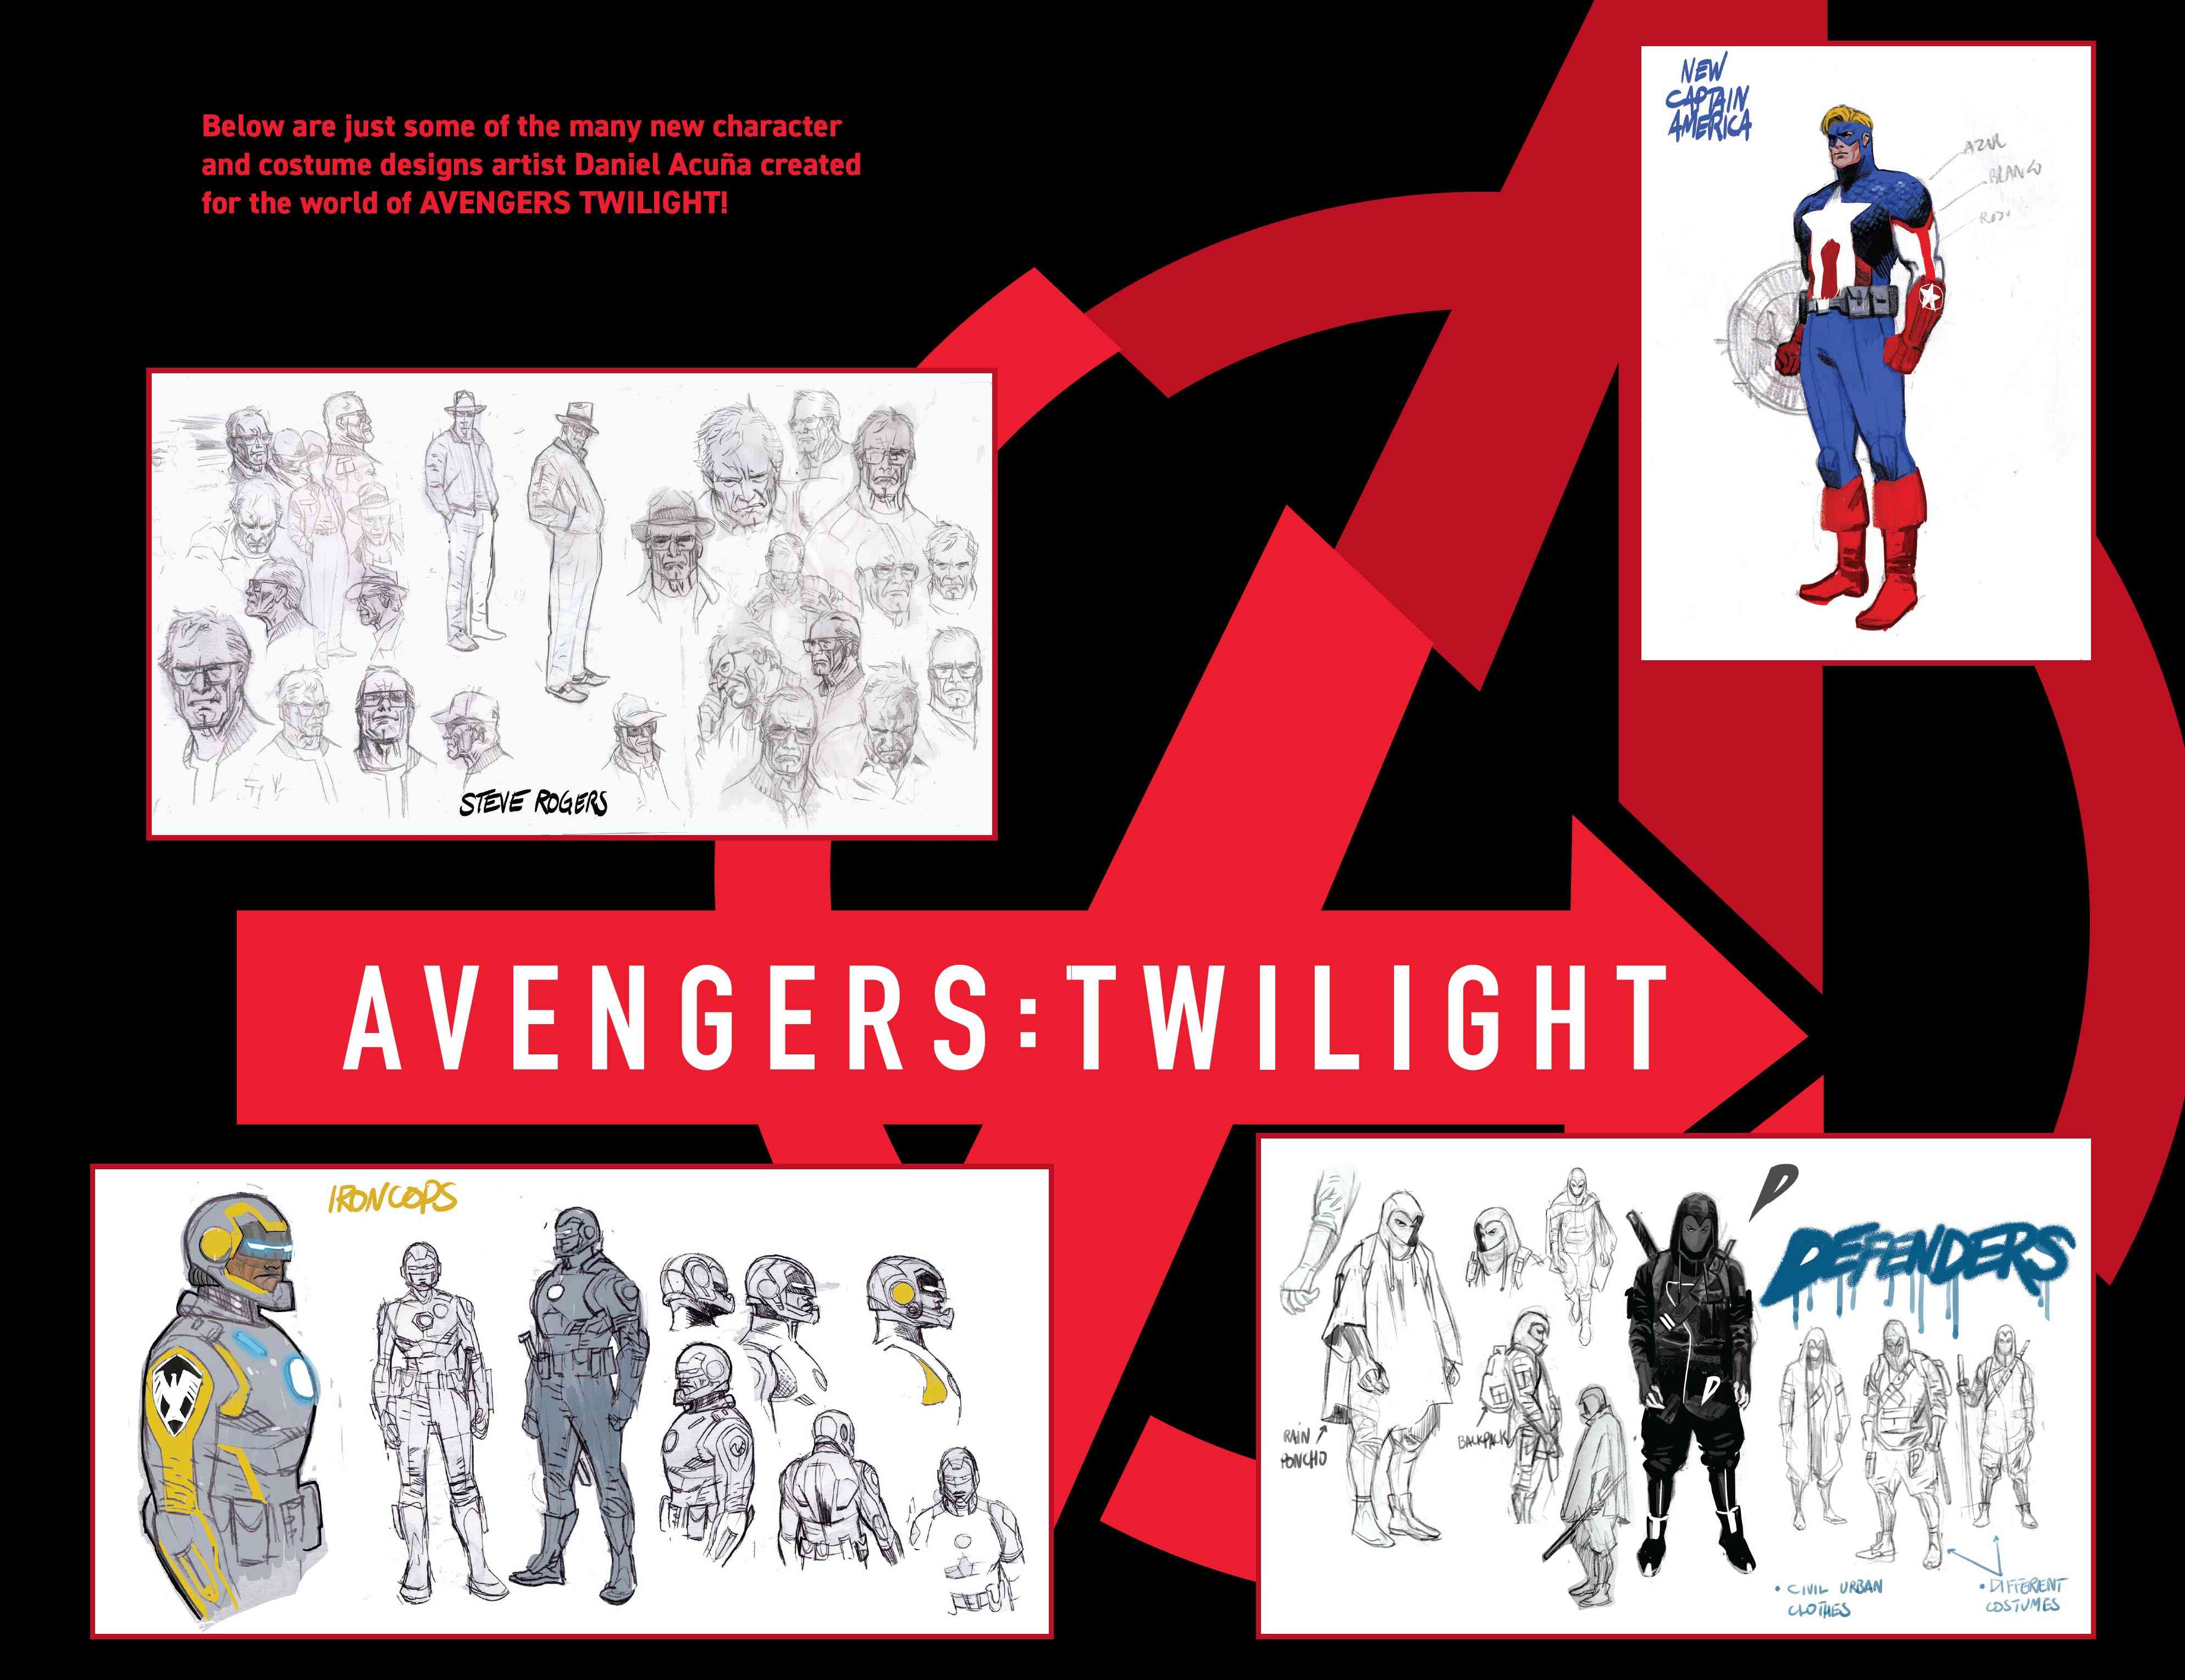 Below are just some of the many new character
and costume designs artist Daniel Acuña created
for the world of AVENGERS TWILIGHT!
NEW
CAPTAIN
AMERICA
AZUL
BLANCO
ROJO
STEVE ROGERS
AVENGERS:TWILIGHT
IRON COPS
D
DEFENDERS
D
RAIN
PONCHO
BACKPACK
• CIVIL URBAN
CLOTHES
• DIFFERENT
COSTUMES